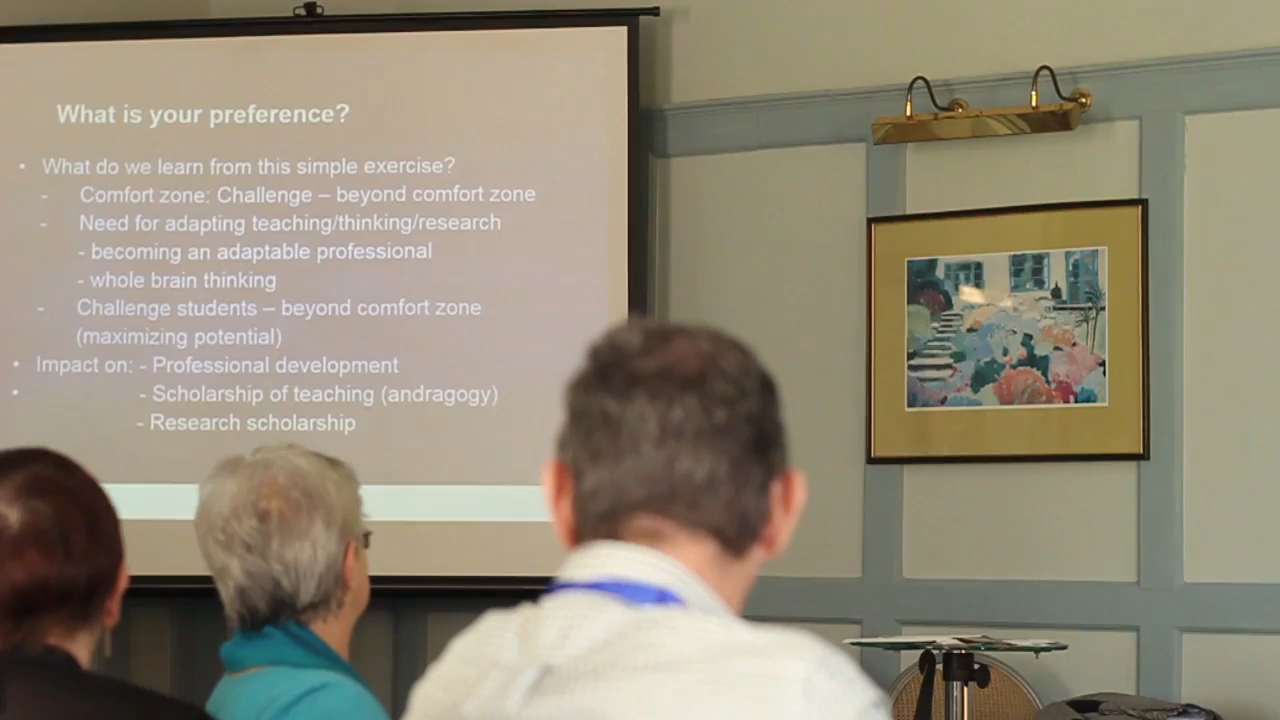 What is your preference?
• What do we learn from this simple exercise?
- Comfort zone: Challenge – beyond comfort zone
- Need for adapting teaching/thinking/research
- becoming an adaptable professional
- whole brain thinking
- Challenge students – beyond comfort zone
(maximizing potential)
• Impact on: - Professional development
• - Scholarship of teaching (andragogy)
- Research scholarship